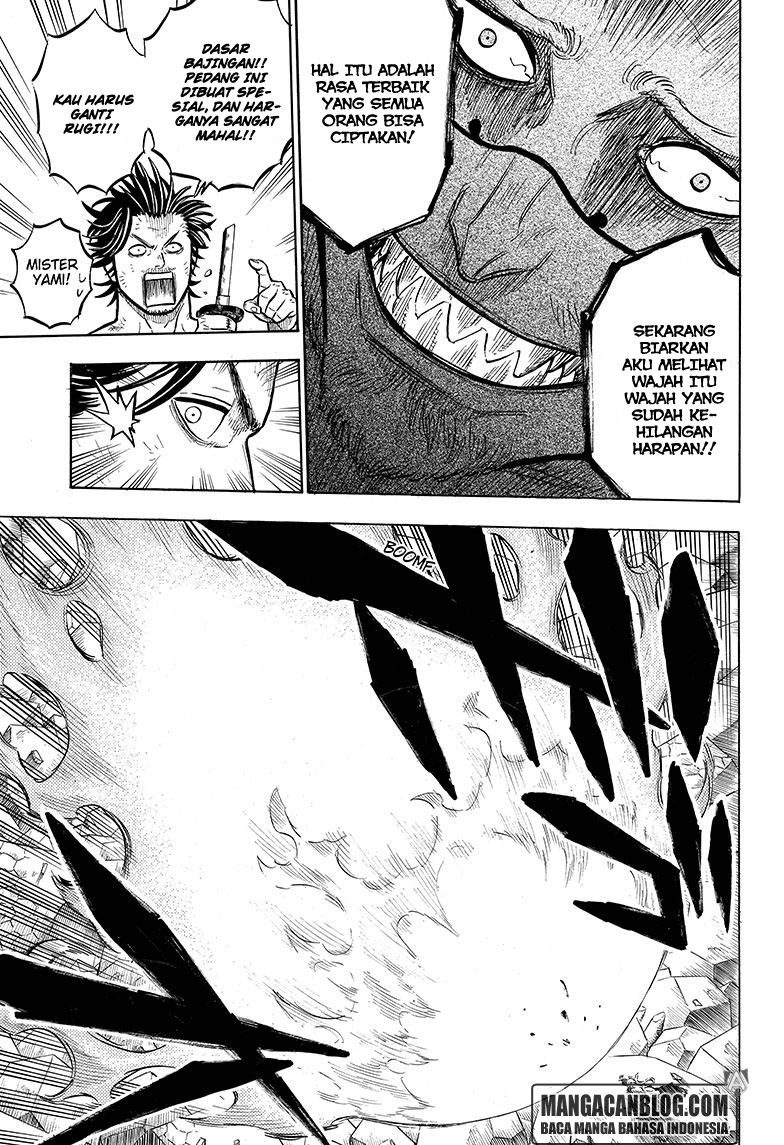 HAL ITU ADALAH
RASA TERBAIK
YANG SEMUA
ORANG BISA
CIPTAKAN!
SEKARANG
BIARKAN
AKU MELIHAT
WAJAH ITU
WAJAH YANG
SUDAH KE-
HILANGAN
HARAPAN!!
DASAR
BAJINGAN!!
PEDANG INI
DIBUAT SPE-
SIAL, DAN HAR-
GANYA SANGAT
MAHAL!!
KAU HARUS
GANTI
RUGI!!!
MISTER
YAMI!
BOOMF
MANGACANBLOG.COM
BACA MANGA BAHASA INDONESIA